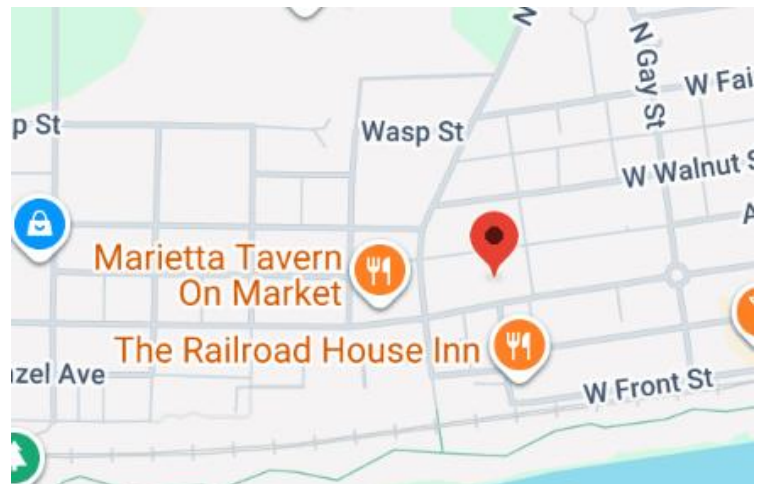 N
N Gay St
W Fai
p St
Wasp St
W Walnut S
A
Marietta Tavern
On Market
The Railroad House Inn
zel Ave
W Front St